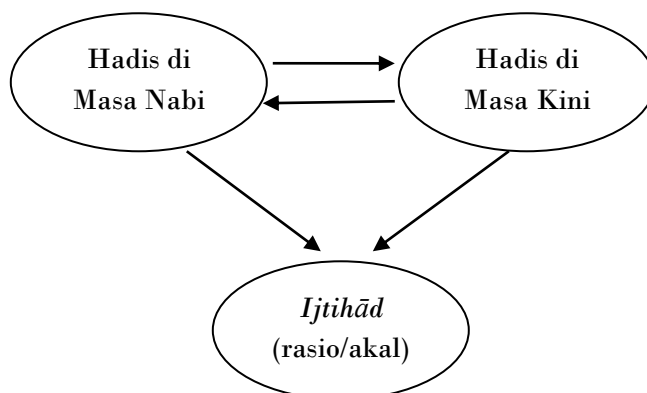 Hadis di
Masa Nabi
Hadis di
Masa Kini
Ijtihād
(rasio/akal)